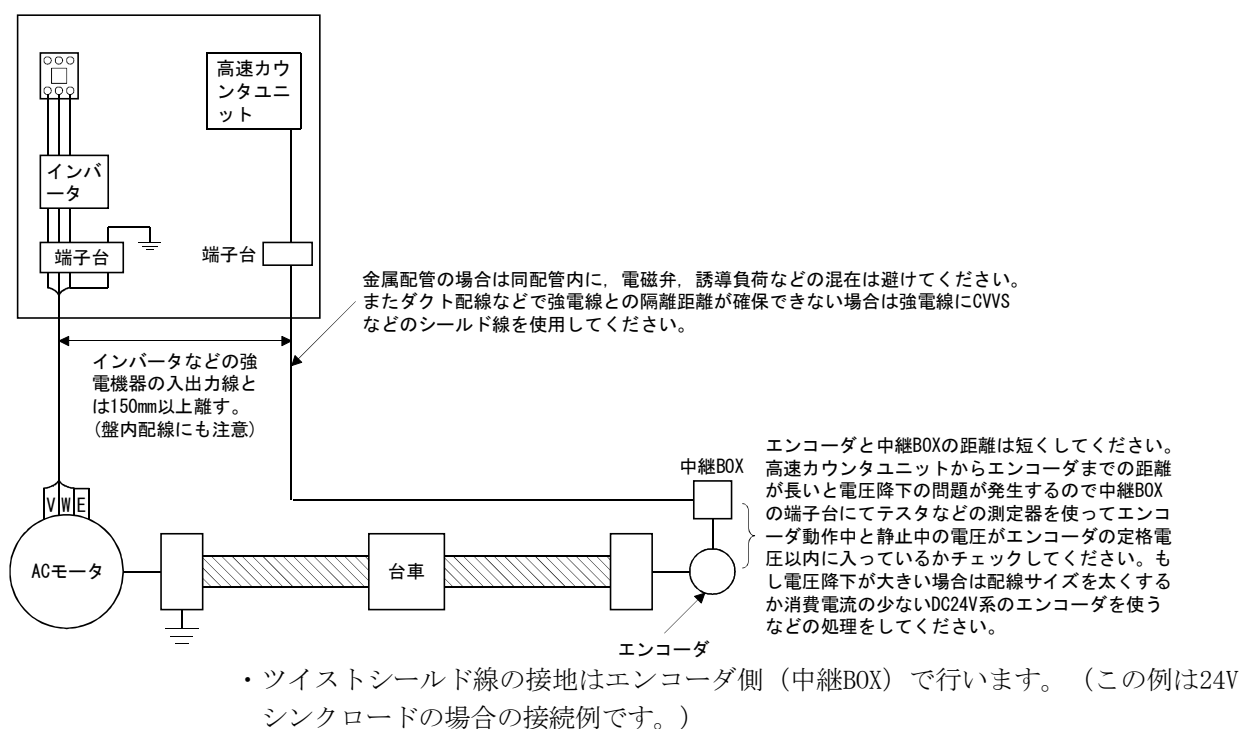 高速カウ
ンタユニ
ット
インバ
ータ
端子台
端子台
金属配管の場合は同配管内に，電磁弁，誘導負荷などの混在は避けてください。
またダクト配線などで強電線との隔離距離が確保できない場合は強電線にCVVS
などのシールド線を使用してください。
インバータなどの強
電機器の入出力線と
は150mm以上離す。
(盤内配線にも注意)
中継BOX
エンコーダと中継BOXの距離は短くしてください。
高速カウンタユニットからエンコーダまでの距離
が長いと電圧降下の問題が発生するので中継BOX
の端子台にてテスタなどの測定器を使ってエンコ
ーダ動作中と静止中の電圧がエンコーダの定格電
圧以内に入っているかチェックしてください。も
し電圧降下が大きい場合は配線サイズを太くする
か消費電流の少ないDC24V系のエンコーダを使う
などの処理をしてください。
V W E
ACモータ
台車
エンコーダ
・ツイストシールド線の接地はエンコーダ側（中継BOX）で行います。（この例は24V
シンクロードの場合の接続例です。）